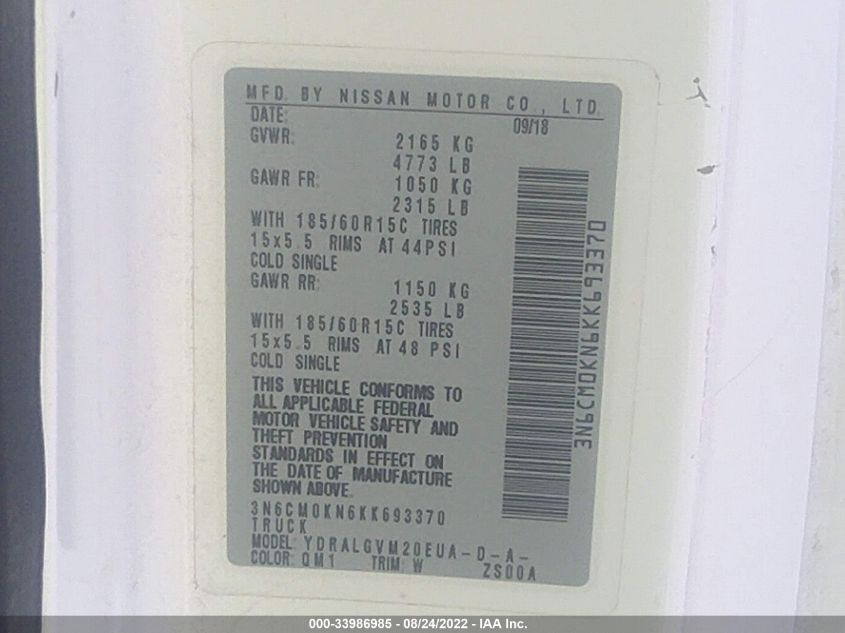 MFD. BY NISSAN MOTOR CO., LTD.
DATE: 09/18
GVWR: 2165 KG
4773 LB
GAWR FR: 1050 KG
2315 LB
WITH 185/60R15C TIRES
15x5.5 RIMS AT 44PSI
COLD SINGLE
GAWR RR: 1150 KG
2535 LB
WITH 185/60R15C TIRES
15x5.5 RIMS AT 48 PSI
COLD SINGLE
THIS VEHICLE CONFORMS TO
ALL APPLICABLE FEDERAL
MOTOR VEHICLE SAFETY AND
THEFT PREVENTION
STANDARDS IN EFFECT ON
THE DATE OF MANUFACTURE
SHOWN ABOVE.
3N6CM0KN6KK693370
TRUCK
MODEL: YDRALGVM20EUA-D-A-
COLOR: QM1 TRIM: W ZS00A
3N6CM0KN6KK693370
000-33986985 - 08/24/2022 - IAA Inc.